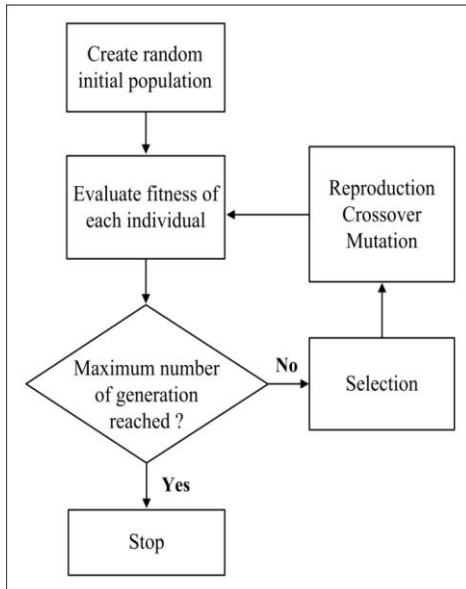 Create random
initial population
Evaluate fitness of
each individual
Reproduction
Crossover
Mutation
Maximum number
of generation
reached ?
No
Selection
Yes
Stop